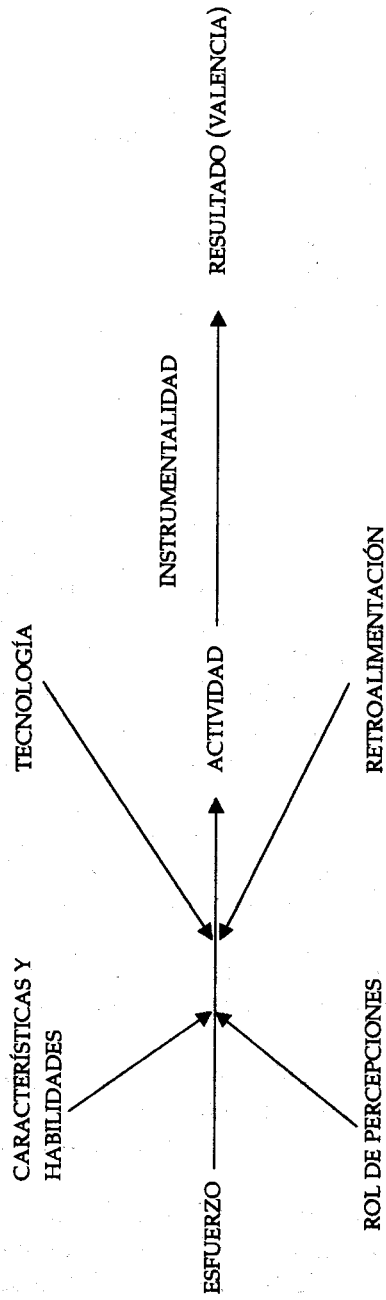 CARACTERÍSTICAS Y
HABILIDADES
TECNOLOGÍA
ESFUERZO
ACTIVIDAD
INSTRUMENTALIDAD
RESULTADO (VALENCIA)
ROL DE PERCEPCIONES
RETROALIMENTACIÓN